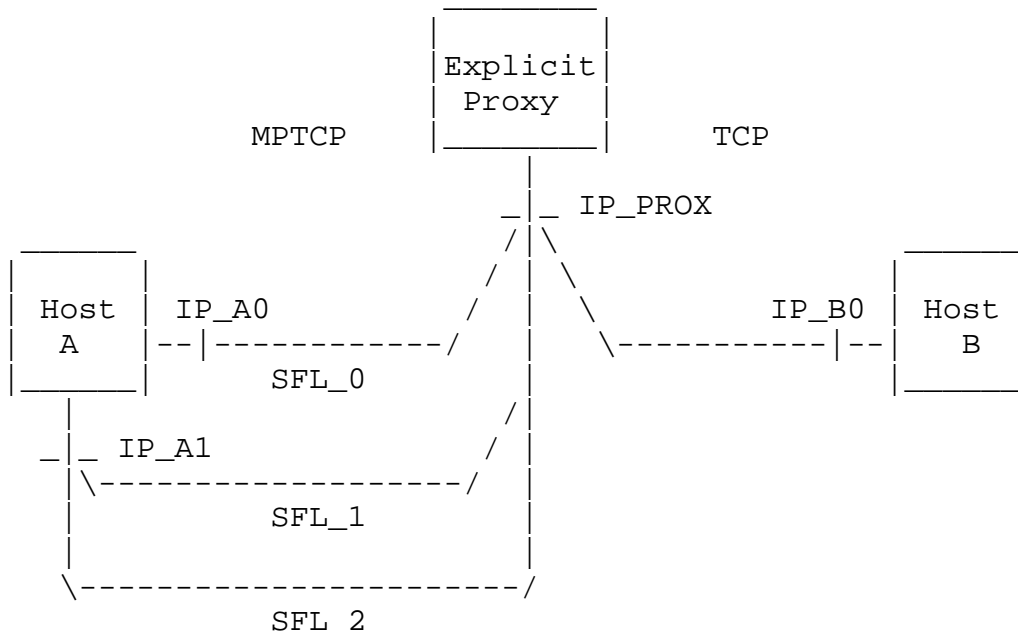 Explicit
Proxy
MPTCP TCP
IP_PROX
Host IP_A0 IP_B0 Host
A B
SFL_0
IP_A1
SFL_1
SFL 2